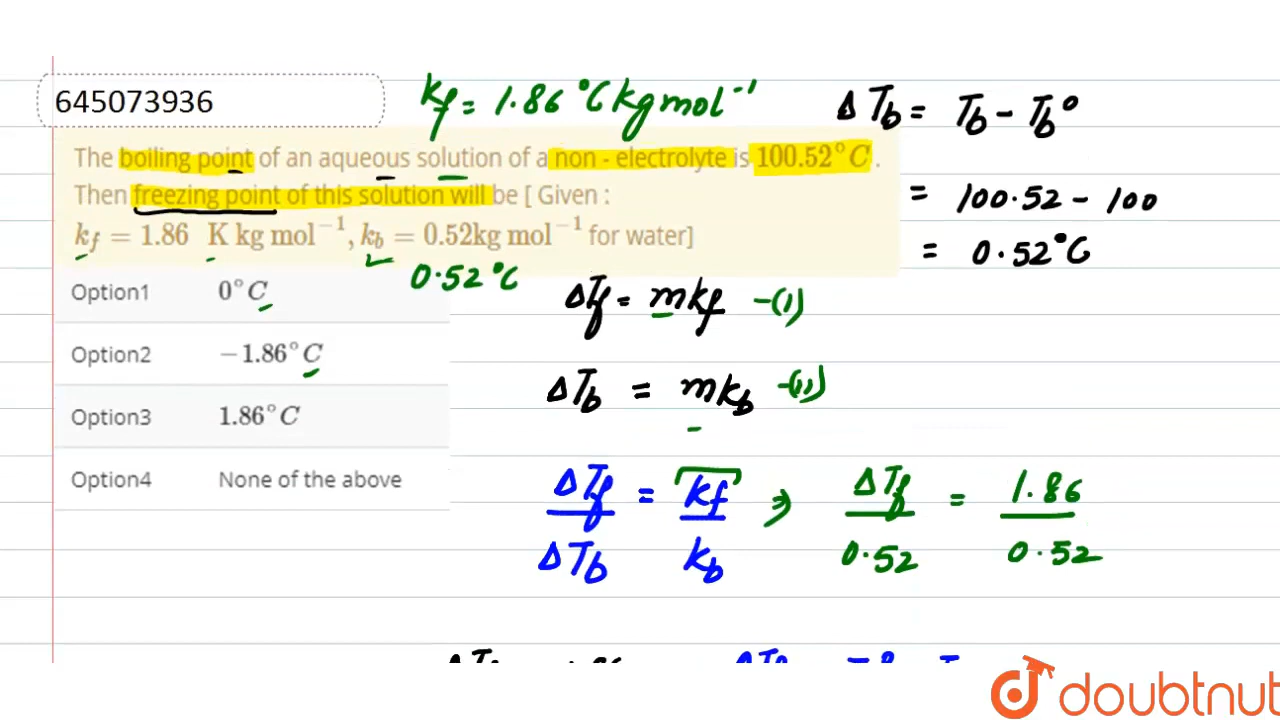 645073936
kf = 1.86 °C kg mol⁻¹
The boiling point of an aqueous solution of a non - electrolyte is 100.52°C.
Then freezing point of this solution will be [ Given :
k_f = 1.86 K kg mol⁻¹, k_b = 0.52kg mol⁻¹ for water]
0.52 °C
Option1 0°C
Option2 −1.86°C
Option3 1.86°C
Option4 None of the above
ΔTb = Tb - Tb°
= 100.52 - 100
= 0.52°C
ΔTf = mkf -(i)
ΔTb = mkb -(ii)
ΔTf/ΔTb = kf/kb ⇒ ΔTf/0.52 = 1.86/0.52
doubtnut